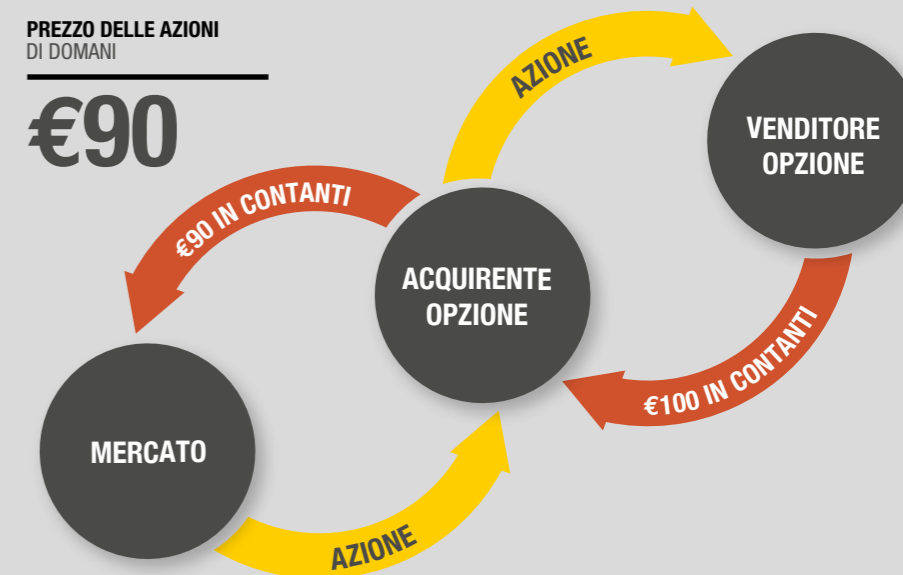 PREZZO DELLE AZIONI
DI DOMANI
€90
AZIONE
VENDITORE
OPZIONE
€90 IN CONTANTI
ACQUIRENTE
OPZIONE
€100 IN CONTANTI
MERCATO
AZIONE